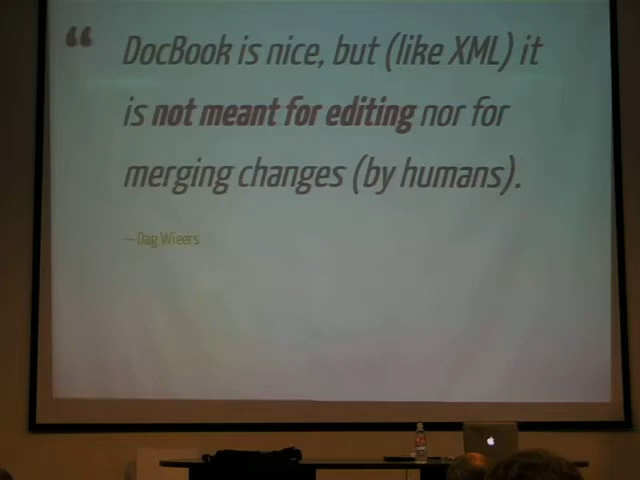 “ DocBook is nice, but (like XML) it
is not meant for editing nor for
merging changes (by humans).
—Dag Wieers